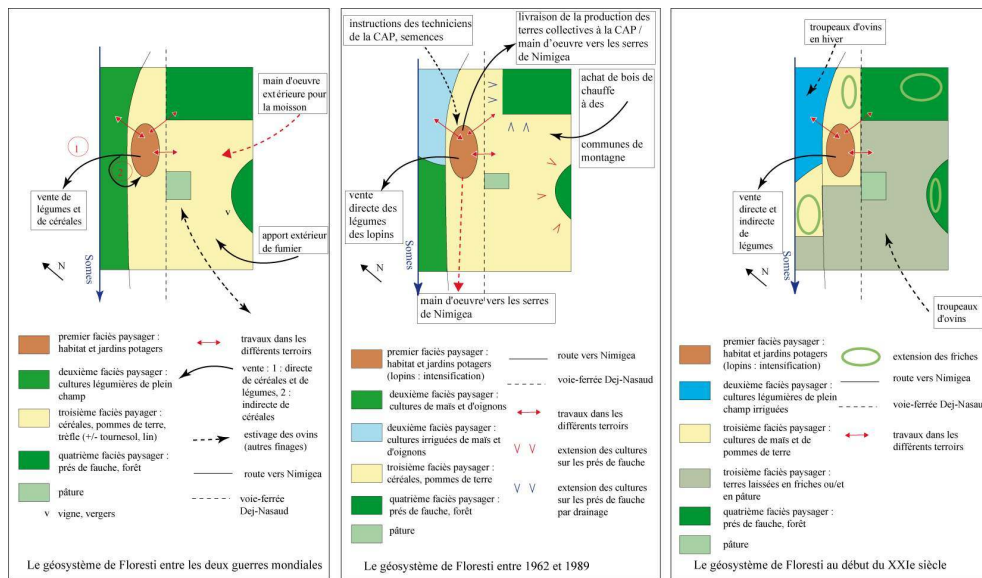 main d'oeuvre
extérieure pour
la moisson
1
2
vente de
légumes et
de céréales
v
apport extérieur
de fumier
N
Somes
premier faciès paysager :
habitat et jardins potagers
deuxième faciès paysager :
cultures légumières de plein
champ
troisième faciès payager :
céréales, pommes de terre,
trèfle (+/- tournesol, lin)
quatrième faciès paysager :
prés de fauche, forêt
pâture
v vigne, vergers
travaux dans les
différents terroirs
vente : 1 : directe
de céréales et de
légumes, 2 :
indirecte de
céréales
estivage des ovins
(autres finages)
route vers Nimigea
voie-ferrée
Dej-Nasaud
Le géosystème de Floresti entre les deux guerres mondiales
instructions des techniciens
de la CAP, semences
livraison de la production des
terres collectives à la CAP /
main d'oeuvre vers les serres
de Nimigea
achat de bois de
chauffe
à des
communes de
montagne
vente
directe des
légumes
des lopins
N
Somes
main d'oeuvre vers les serres
de Nimigea
premier faciès paysager :
habitat et jardins potagers
(lopins : intensification)
deuxième faciès paysager :
cultures de maïs et d'oignons
deuxième faciès paysager :
cultures irriguées de maïs et
d'oignons
troisième faciès paysager :
céréales, pommes de terre
quatrième faciès paysager :
prés de fauche, forêt
pâture
route vers Nimigea
voie-ferrée Dej-Nasaud
travaux dans les
différents terroirs
extension des cultures
sur les prés de fauche
extension des cultures
sur les prés de fauche
par drainage
Le géosystème de Floresti entre 1962 et 1989
troupeaux d'ovins
en hiver
vente
directe et
indirecte de
légumes
N
Somes
troupeaux
d'ovins
premier faciès paysager :
habitat et jardins potagers
(lopins : intensification)
deuxième faciès paysager :
cultures légumières de plein
champ irriguées
troisième faciès paysager :
cultures de maïs et de
pommes de terre
troisième faciès paysager :
terres laissées en friches ou/et
en pâture
quatrième faciès paysager :
prés de fauche, forêt
pâture
extension des friches
route vers Nimigea
voie-ferrée Dej-Nasaud
travaux dans les
différents terroirs
Le géosystème de Floresti au début du XXIe siècle